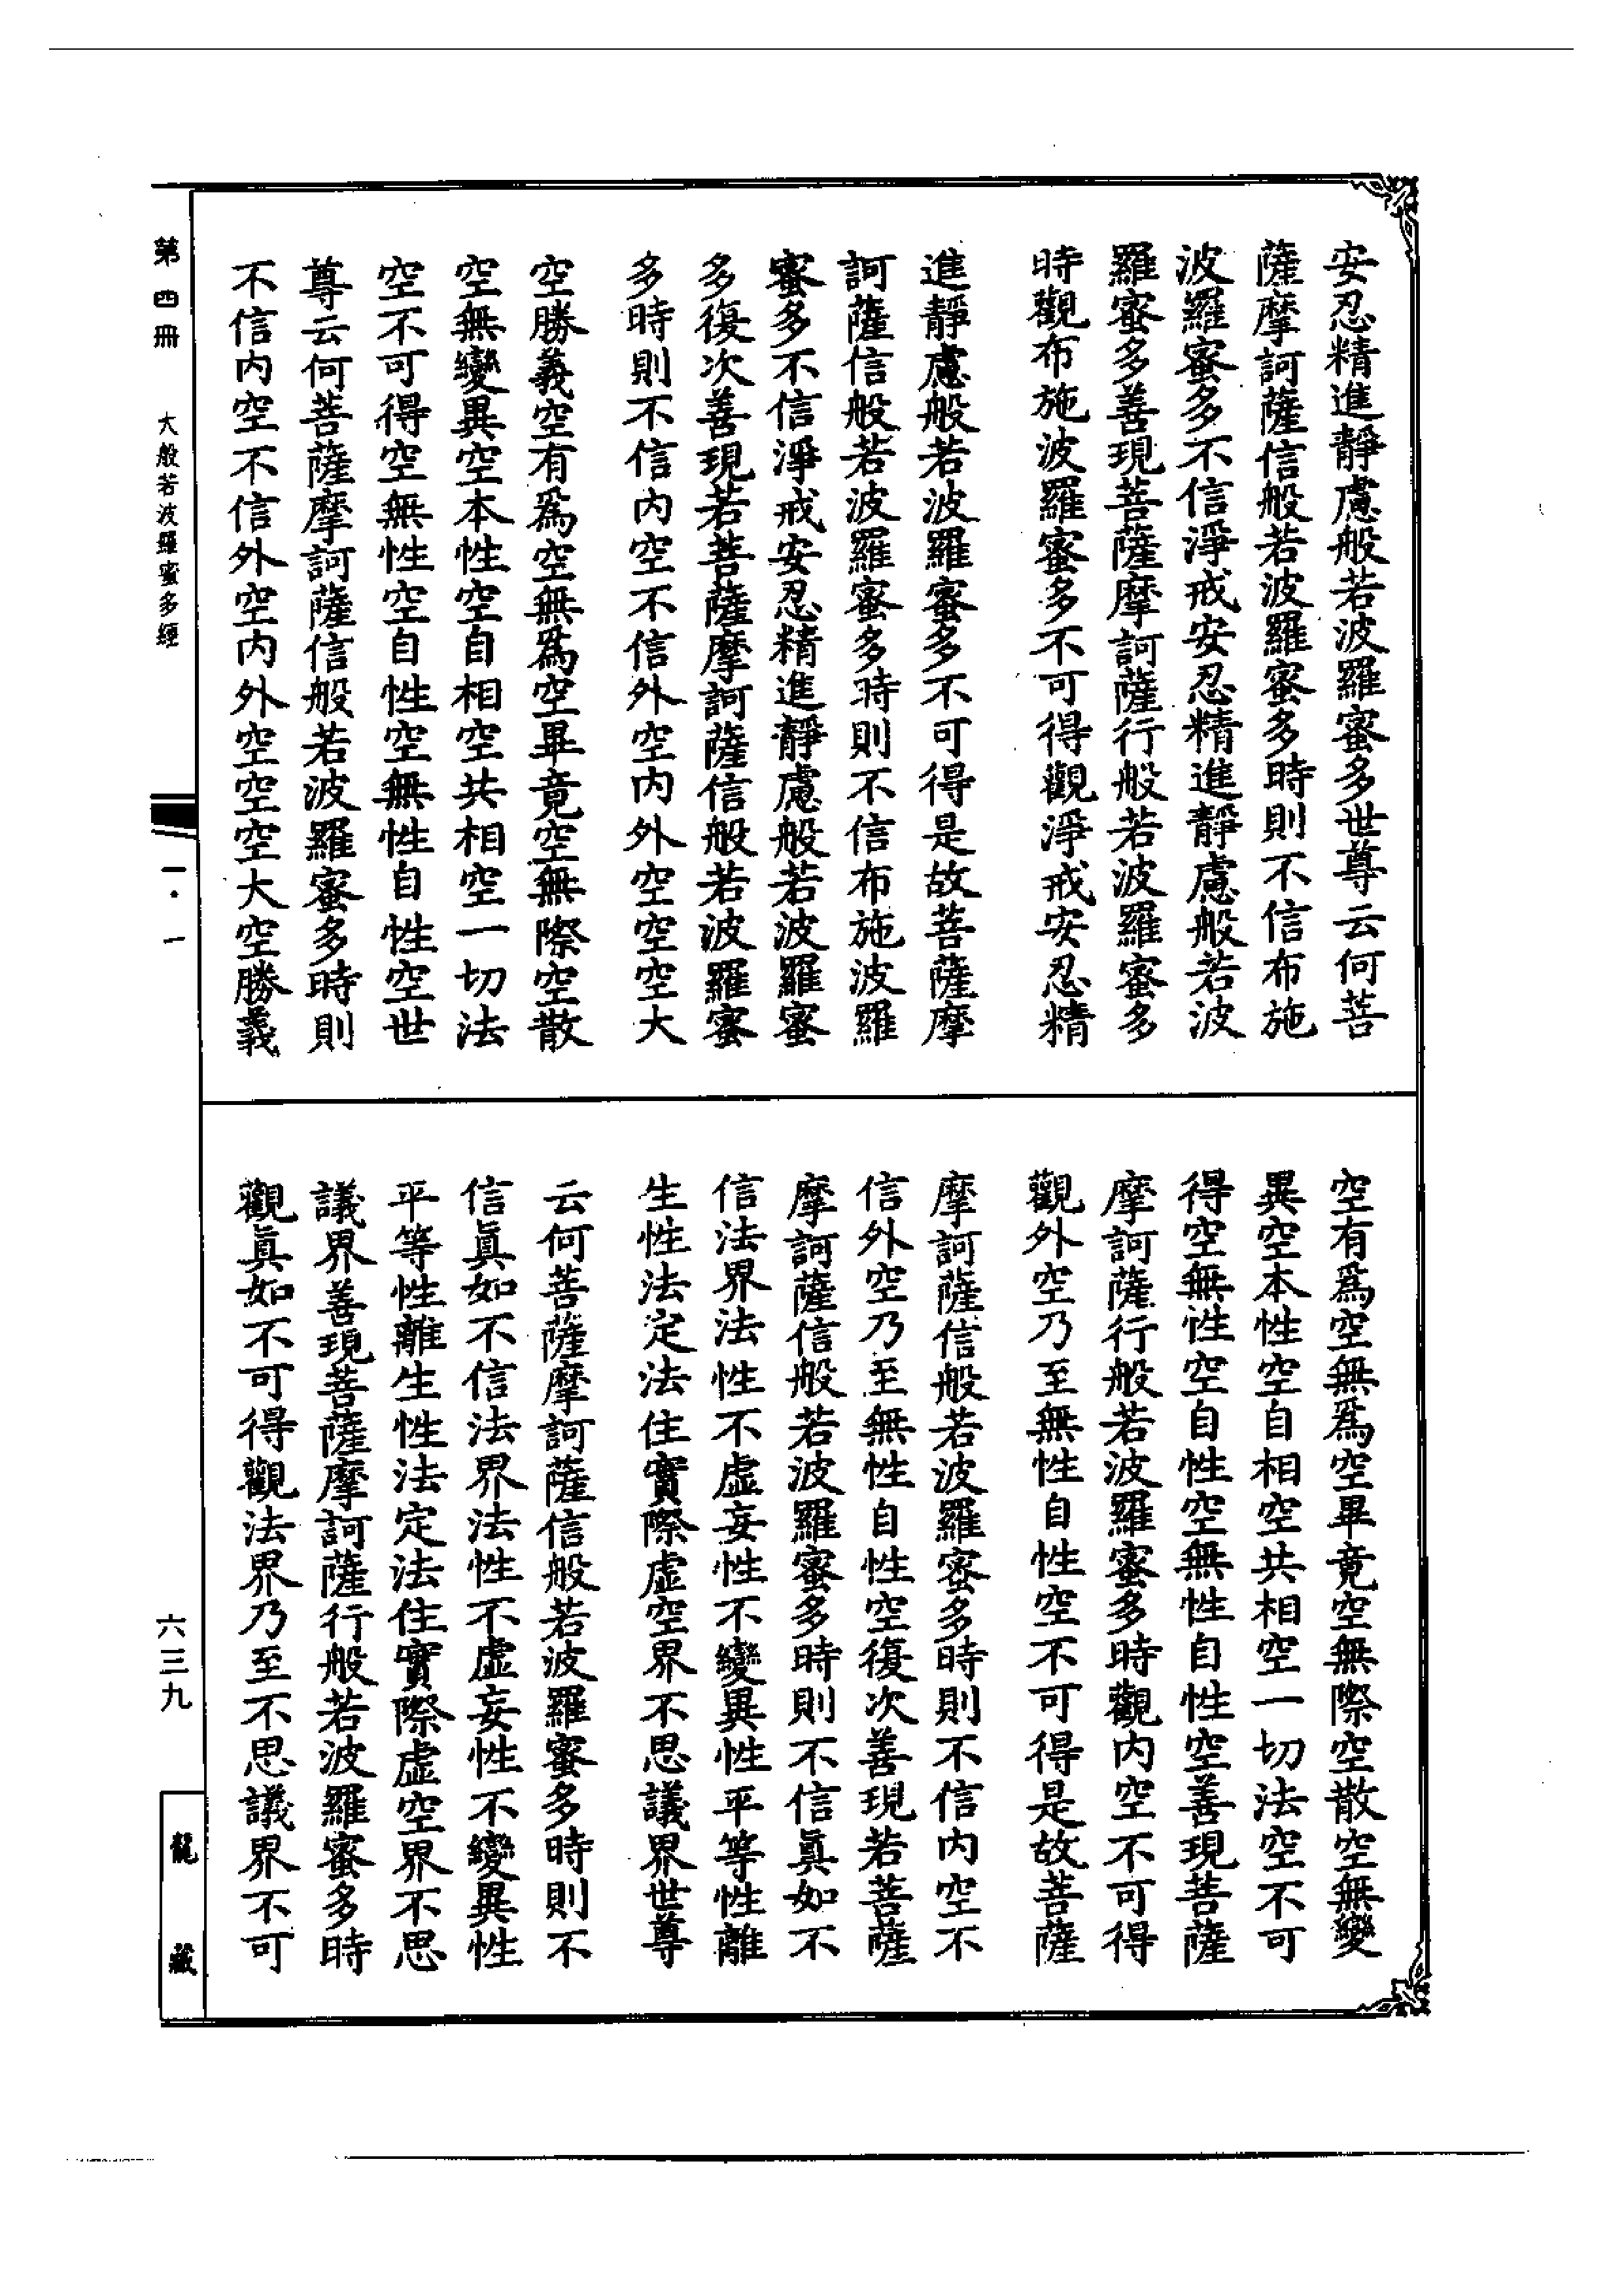 安忍精進靜慮般若波羅蜜多世尊云何菩
薩摩訶薩信般若波羅蜜多時則不信布施
波羅蜜多不信淨戒安忍精進靜慮般若波
羅蜜多善現菩薩摩訶薩行般若波羅蜜多
時觀布施波羅蜜多不可得觀淨戒安忍精
進靜慮般若波羅蜜多不可得是故菩薩摩
訶薩信般若波羅蜜多時則不信布施波羅
蜜多不信淨戒安忍精進靜慮般若波羅蜜
多復次善現若菩薩摩訶薩信般若波羅蜜
多時則不信內空不信外空內外空空空大
空勝義空有爲空無爲空畢竟空無際空散
空無變異空本性空自相空共相空一切法
空不可得空無性空自性空無性自性空世
尊云何菩薩摩訶薩信般若波羅蜜多時則
不信內空不信外空內外空空空大空勝義
空有爲空無爲空畢竟空無際空散空無變
異空本性空自相空共相空一切法空不可
得空無性空自性空無性自性空善現菩薩
摩訶薩行般若波羅蜜多時觀內空不可得
觀外空乃至無性自性空不可得是故菩薩
摩訶薩信般若波羅蜜多時則不信內空不
信外空乃至無性自性空復次善現若菩薩
摩訶薩信般若波羅蜜多時則不信眞如不
信法界法性不虛妄性不變異性平等性離
生性法定法住實際虛空界不思議界世尊
云何菩薩摩訶薩信般若波羅蜜多時則不
信眞如不信法界法性不虛妄性不變異性
平等性離生性法定法住實際虛空界不思
議界善現菩薩摩訶薩行般若波羅蜜多時
觀眞如不可得觀法界乃至不思議界不可
第四冊 大般若波羅蜜多經 一·一
六三九
龍藏